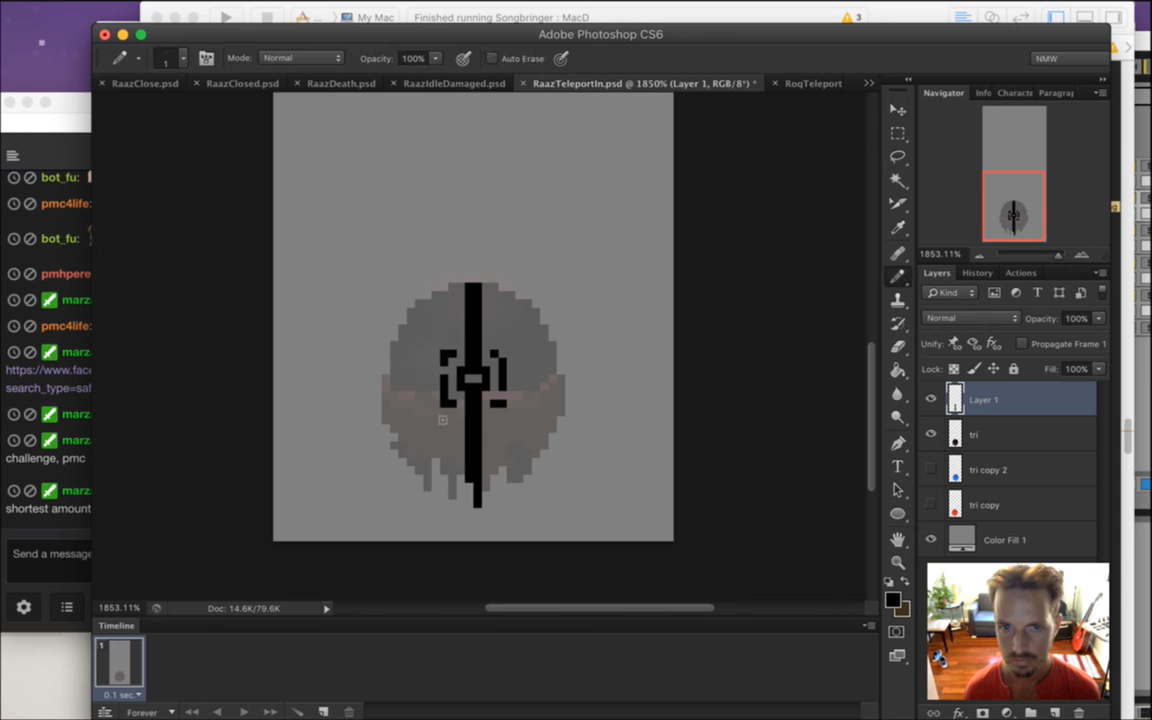 My Mac
Finished running Songbringer : MacD
3
Adobe Photoshop CS6
1
Mode:
Normal
Opacity:
100%
Auto Erase
NMW
RaazClose.psd
RaazClosed.psd
RaazDeath.psd
RaazIdleDamaged.psd
RaazTeleportIn.psd @ 1850% (Layer 1, RGB/8*) *
RoqTeleport
Navigator
Info
Characte
Paragrap
bot_fu:
pmc4life:
bot_fu:
pmhpere
marz
pmc4life:
marz
https://www.face
search_type=saf
marz
marz
challenge, pmc
marz
shortest amount
Send a message
1853.11%
Layers
History
Actions
Kind
Normal
Opacity:
100%
Unify:
Propagate Frame 1
Lock:
Fill:
100%
Layer 1
tri
tri copy 2
tri copy
Color Fill 1
1853.11%
Doc: 14.6K/79.6K
Timeline
1
0.1 sec.
Forever